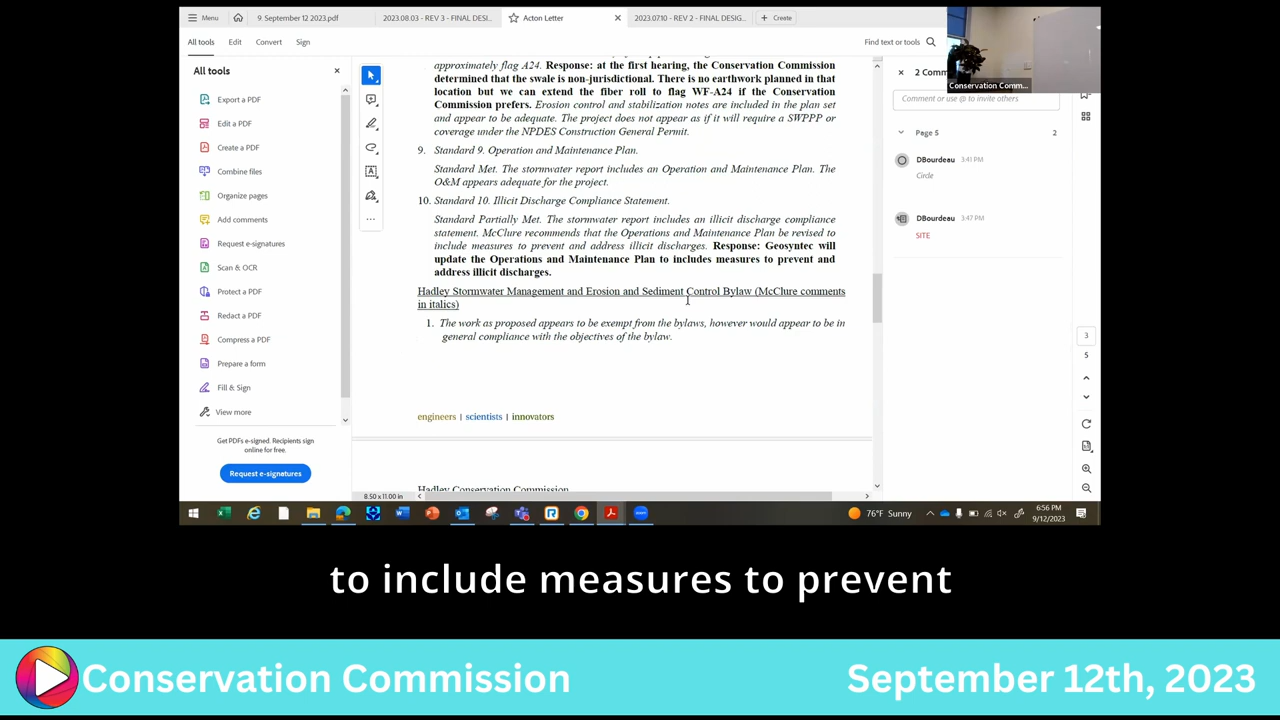 Menu
9. September 12 2023.pdf
2023.08.03 - REV 3 - FINAL DESI...
Acton Letter
2023.07.10 - REV 2 - FINAL DESIG...
Create
All tools
Edit
Convert
Sign
Find text or tools
All tools
Export a PDF
Edit a PDF
Create a PDF
Combine files
Organize pages
Add comments
Request e-signatures
Scan & OCR
Protect a PDF
Redact a PDF
Compress a PDF
Prepare a form
Fill & Sign
View more
Get PDFs e-signed. Recipients sign
online for free.
Request e-signatures
approximately flag A24. Response: at the first hearing, the Conservation Commission
determined that the swale is non-jurisdictional. There is no earthwork planned in that
location but we can extend the fiber roll to flag WF-A24 if the Conservation
Commission prefers. Erosion control and stabilization notes are included in the plan set
and appear to be adequate. The project does not appear as if it will require a SWPPP or
coverage under the NPDES Construction General Permit.
9. Standard 9. Operation and Maintenance Plan.
Standard Met. The stormwater report includes an Operation and Maintenance Plan. The
O&M appears adequate for the project.
10. Standard 10. Illicit Discharge Compliance Statement.
Standard Partially Met. The stormwater report includes an illicit discharge compliance
statement. McClure recommends that the Operations and Maintenance Plan be revised to
include measures to prevent and address illicit discharges. Response: Geosyntec will
update the Operations and Maintenance Plan to includes measures to prevent and
address illicit discharges.
Hadley Stormwater Management and Erosion and Sediment Control Bylaw (McClure comments
in italics)
1. The work as proposed appears to be exempt from the bylaws, however would appear to be in
general compliance with the objectives of the bylaw.
engineers | scientists | innovators
Hadley Conservation Commission
8.50 x 11.00 in
2 Comm
Conservation Comm...
Comment or use @ to invite others
Page 5
2
DBourdeau 3:41 PM
Circle
DBourdeau 3:47 PM
SITE
3
5
76°F Sunny
6:56 PM
9/12/2023
to include measures to prevent
Conservation Commission
September 12th, 2023